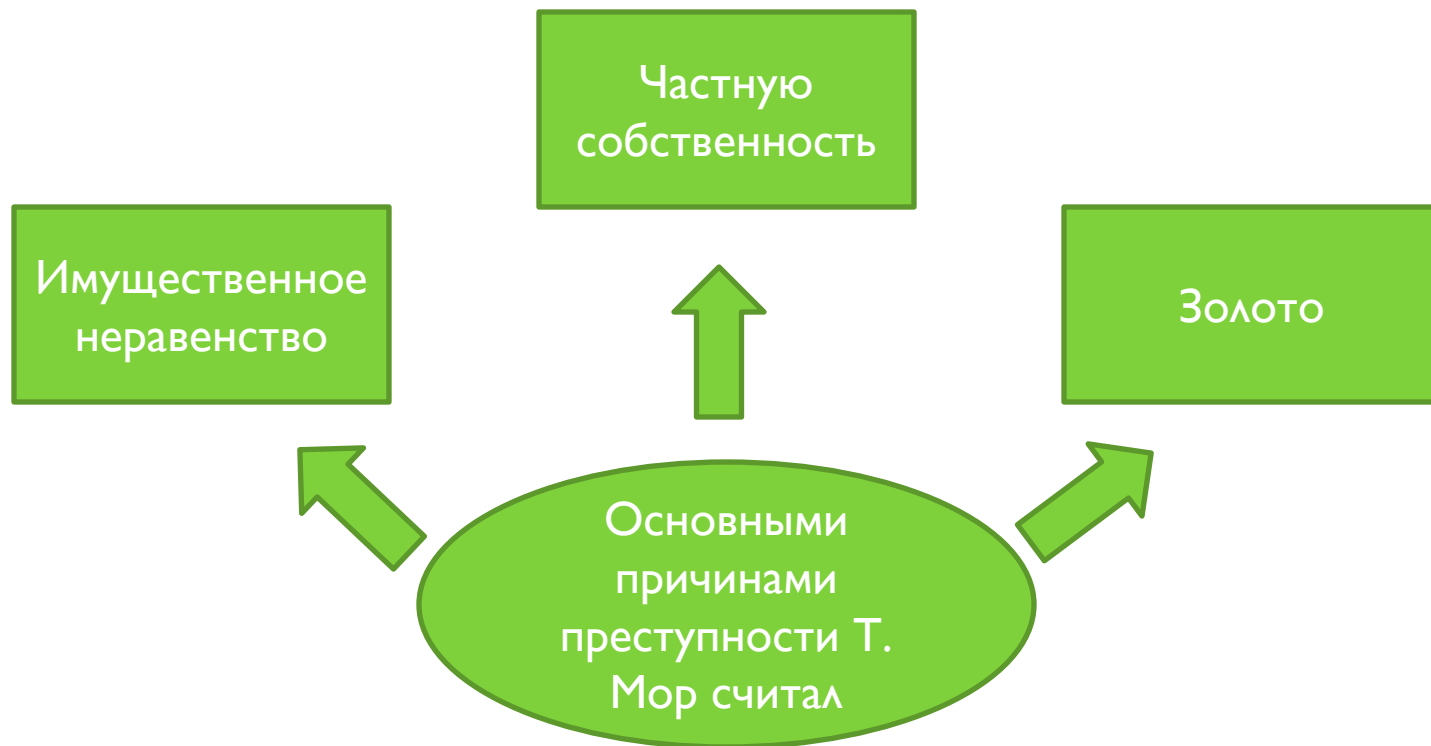 Частную
собственность
Имущественное
неравенство
Золото
Основными
причинами
преступности Т.
Мор считал